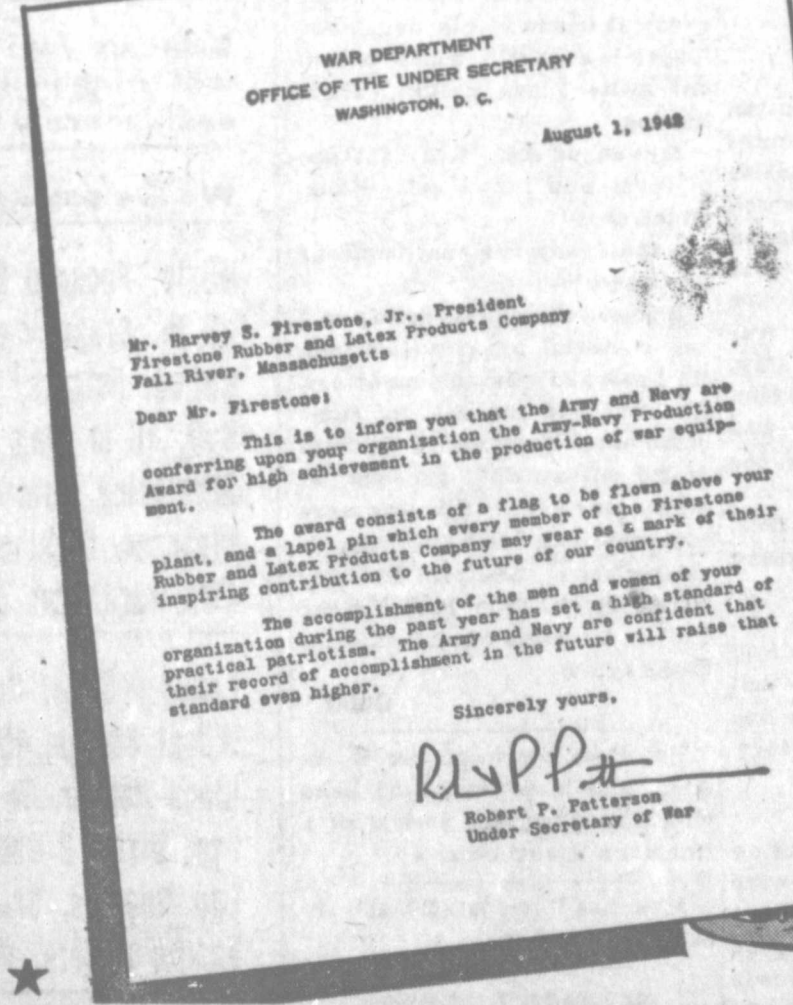 WAR DEPARTMENT
OFFICE OF THE UNDER SECRETARY
WASHINGTON, D. C.
August 1, 1942
Mr. Harvey S. Firestone, Jr., President
Firestone Rubber and Latex Products Company
Fall River, Massachusetts
Dear Mr. Firestone:
This is to inform you that the Army and Navy are
conferring upon your organization the Army-Navy Production
Award for high achievement in the production of war equip-
ment.
The award consists of a flag to be flown above your
plant, and a lapel pin which every member of the Firestone
Rubber and Latex Products Company may wear as a mark of their
inspiring contribution to the future of our country.
The accomplishment of the men and women of your
organization during the past year has set a high standard of
practical patriotism. The Army and Navy are confident that
their record of accomplishment in the future will raise that
standard even higher.
Sincerely yours,
Robert P. Patterson
Under Secretary of War